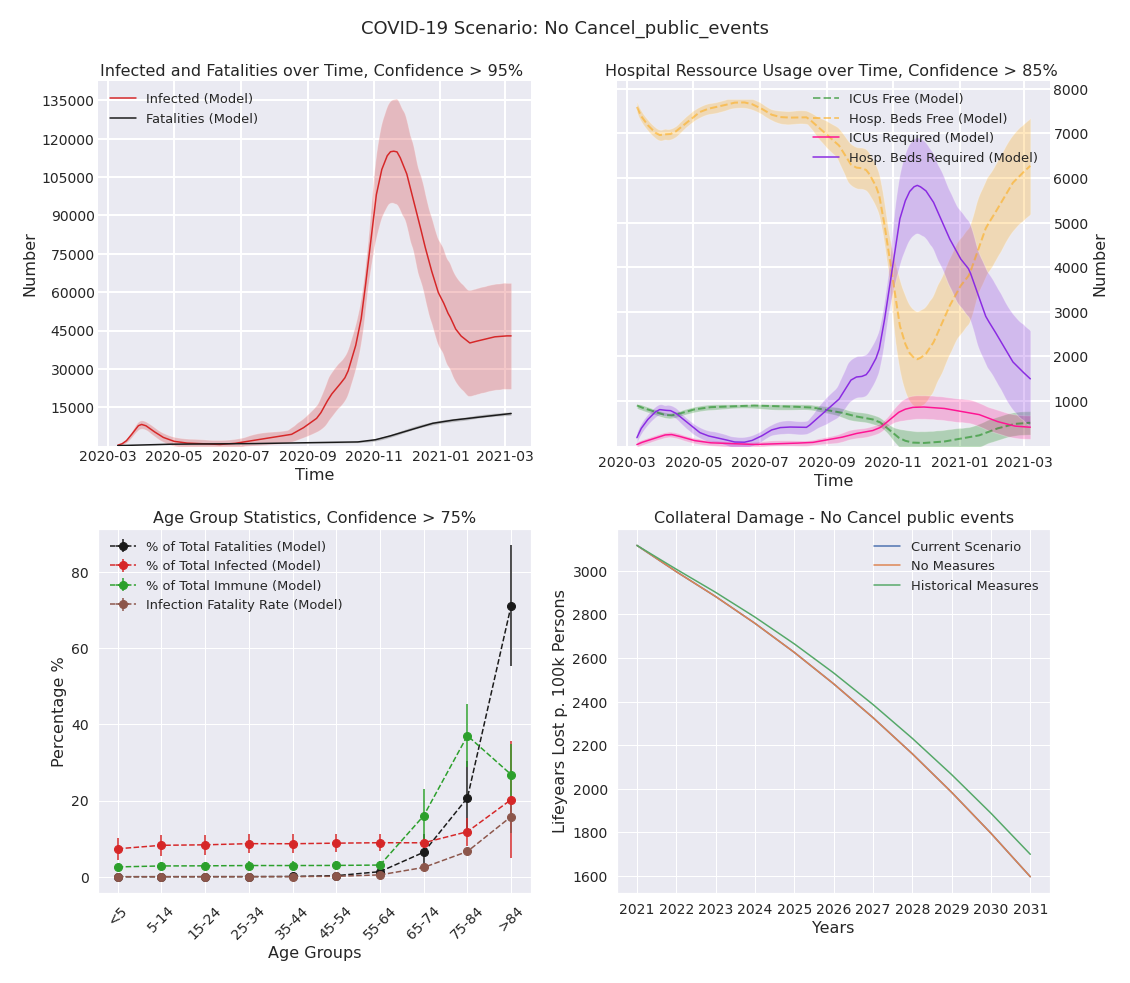 COVID-19 Scenario: No Cancel_public_events
Infected and Fatalities over Time, Confidence > 95%
Infected (Model)
Fatalities (Model)
135000
120000
105000
90000
75000
60000
45000
30000
15000
Number
2020-03 2020-05 2020-07 2020-09 2020-11 2021-01 2021-03
Time
Hospital Ressource Usage over Time, Confidence > 85%
ICUs Free (Model)
Hosp. Beds Free (Model)
ICUs Required (Model)
Hosp. Beds Required (Model)
8000
7000
6000
5000
4000
3000
2000
1000
Number
2020-03 2020-05 2020-07 2020-09 2020-11 2021-01 2021-03
Time
Age Group Statistics, Confidence > 75%
% of Total Fatalities (Model)
% of Total Infected (Model)
% of Total Immune (Model)
Infection Fatality Rate (Model)
80
60
40
20
0
Percentage %
<5 5-14 15-24 25-34 35-44 45-54 55-64 65-74 75-84 >84
Age Groups
Collateral Damage - No Cancel public events
Current Scenario
No Measures
Historical Measures
3000
2800
2600
2400
2200
2000
1800
1600
Lifeyears Lost p. 100k Persons
2021 2022 2023 2024 2025 2026 2027 2028 2029 2030 2031
Years